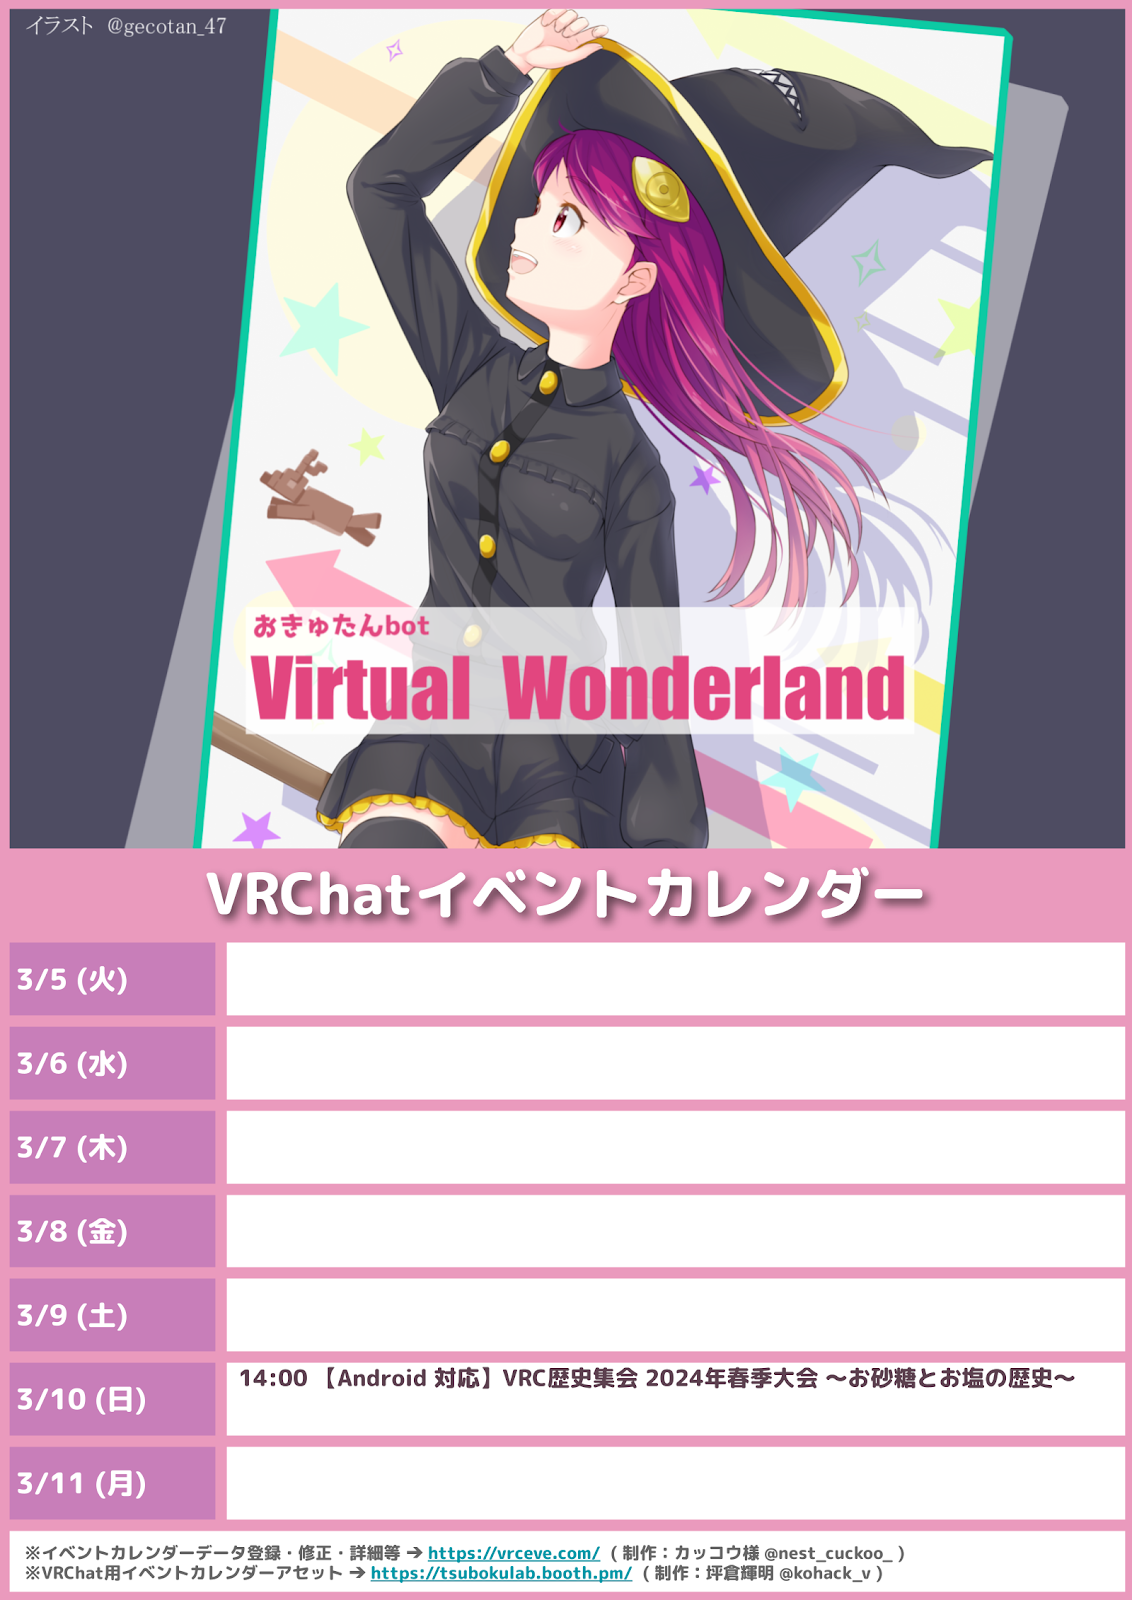 イラスト @gecotan_47
おきゅたんbot
Virtual Wonderland
VRChatイベントカレンダー
3/5 (火)
3/6 (水)
3/7 (木)
3/8 (金)
3/9 (土)
3/10 (日)
14:00 【Android 対応】VRC歴史集会 2024年春季大会 〜お砂糖とお塩の歴史〜
3/11 (月)
※イベントカレンダーデータ登録・修正・詳細等 ➔ https://vrceve.com/ ( 制作：カッコウ様 @nest_cuckoo_ )
※VRChat用イベントカレンダーアセット ➔ https://tsubokulab.booth.pm/ ( 制作：坪倉輝明 @kohack_v )